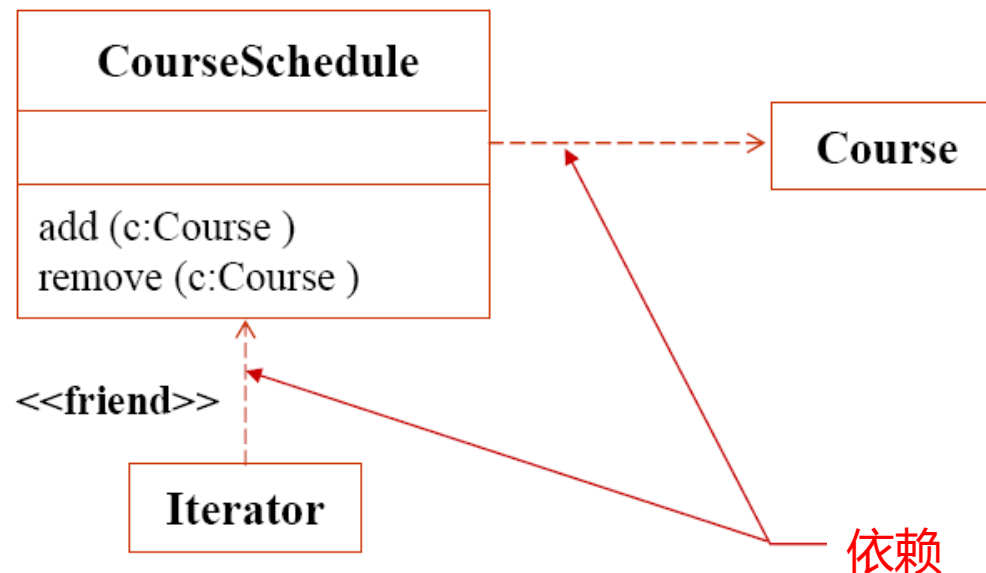 CourseSchedule
Course
add (c:Course )
remove (c:Course )
<<friend>>
Iterator
依赖